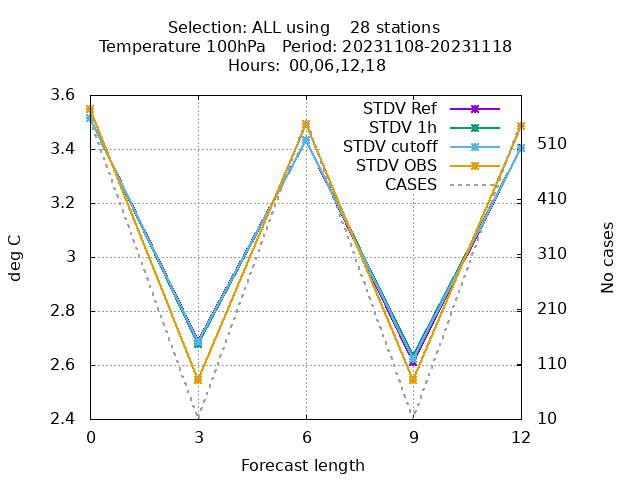 Selection: ALL using    28 stations
Temperature 100hPa   Period: 20231108-20231118
Hours: 00,06,12,18
STDV Ref
STDV 1h
STDV cutoff
STDV OBS
CASES
3.6
3.4
3.2
3
2.8
2.6
2.4
deg C
510
410
310
210
110
10
No cases
0 3 6 9 12
Forecast length